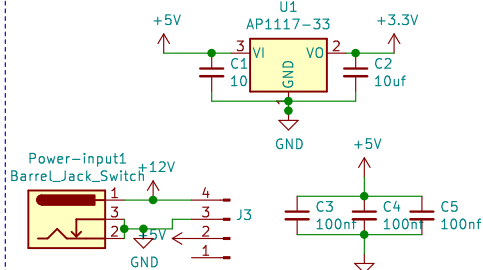 U1
AP1117-33
+5V
+3.3V
3
VI
VO
2
GND
1
C1
10
C2
10uf
GND
+5V
Power-input1
Barrel_Jack_Switch
+12V
1
3
2
+5V
GND
4
3
2
1
J3
C3
100nf
C4
100nf
C5
100nf